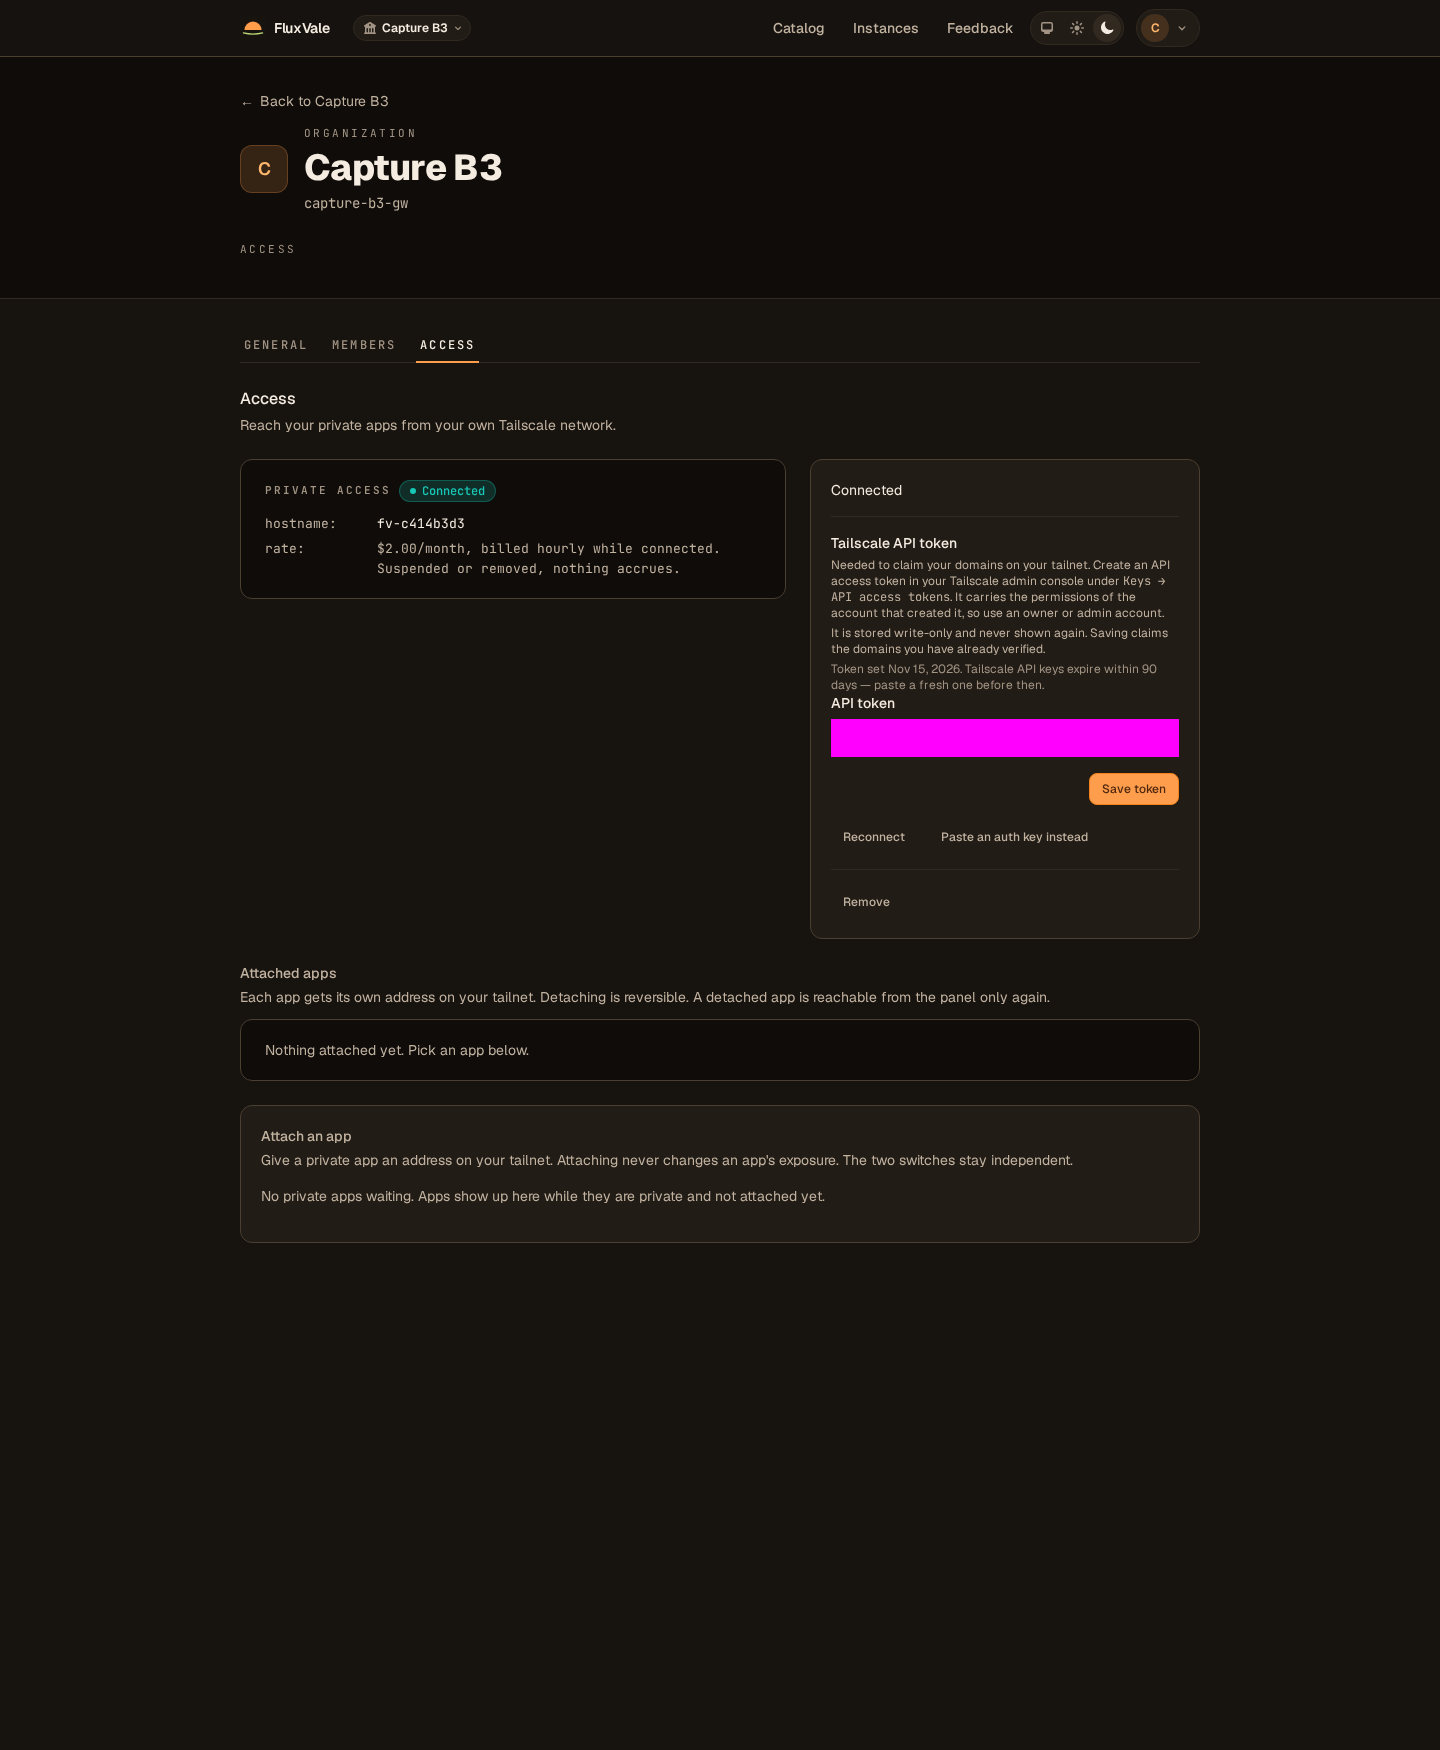 FluxVale
Capture B3
Catalog
Instances
Feedback
C
← Back to Capture B3
ORGANIZATION
C
Capture B3
capture-b3-gw
ACCESS
GENERAL
MEMBERS
ACCESS
Access
Reach your private apps from your own Tailscale network.
PRIVATE ACCESS
Connected
hostname:
fv-c414b3d3
rate:
$2.00/month, billed hourly while connected.
Suspended or removed, nothing accrues.
Connected
Tailscale API token
Needed to claim your domains on your tailnet. Create an API
access token in your Tailscale admin console under Keys →
API access tokens. It carries the permissions of the
account that created it, so use an owner or admin account.
It is stored write-only and never shown again. Saving claims
the domains you have already verified.
Token set Nov 15, 2026. Tailscale API keys expire within 90
days — paste a fresh one before then.
API token
Save token
Reconnect
Paste an auth key instead
Remove
Attached apps
Each app gets its own address on your tailnet. Detaching is reversible. A detached app is reachable from the panel only again.
Nothing attached yet. Pick an app below.
Attach an app
Give a private app an address on your tailnet. Attaching never changes an app's exposure. The two switches stay independent.
No private apps waiting. Apps show up here while they are private and not attached yet.